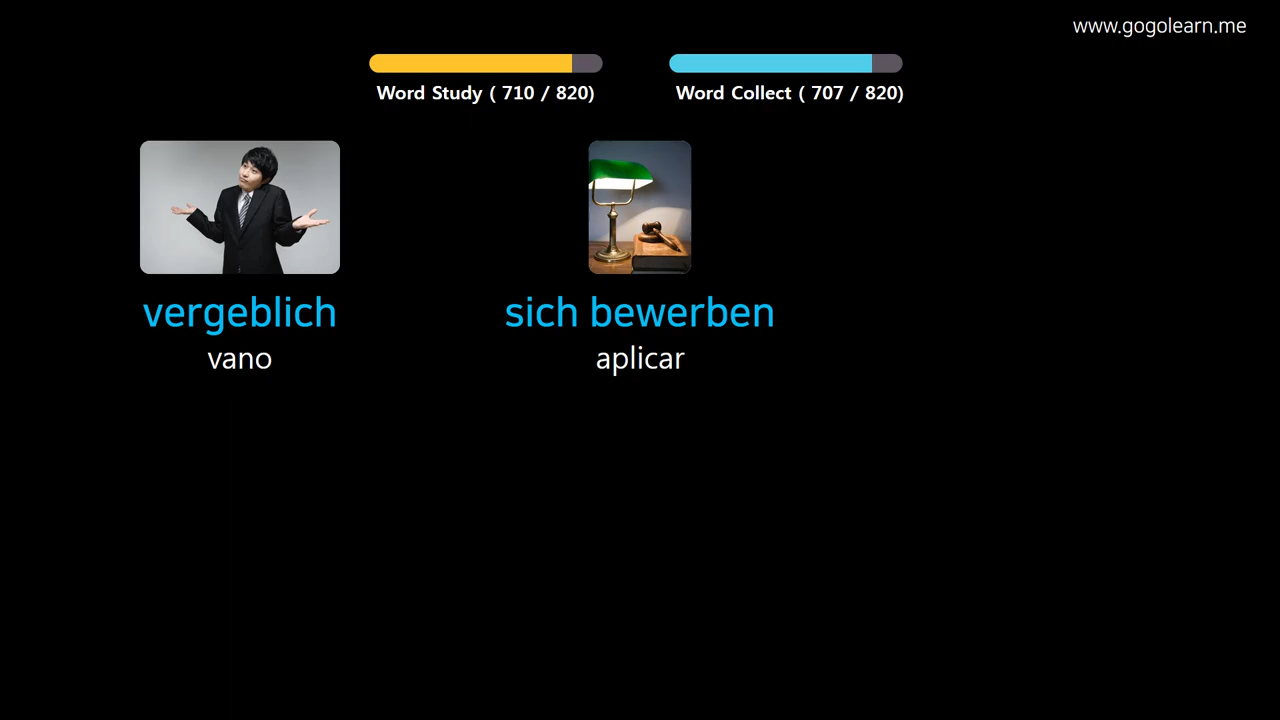 www.gogolearn.me
Word Study ( 710 / 820)
Word Collect ( 707 / 820)
vergeblich
vano
sich bewerben
aplicar